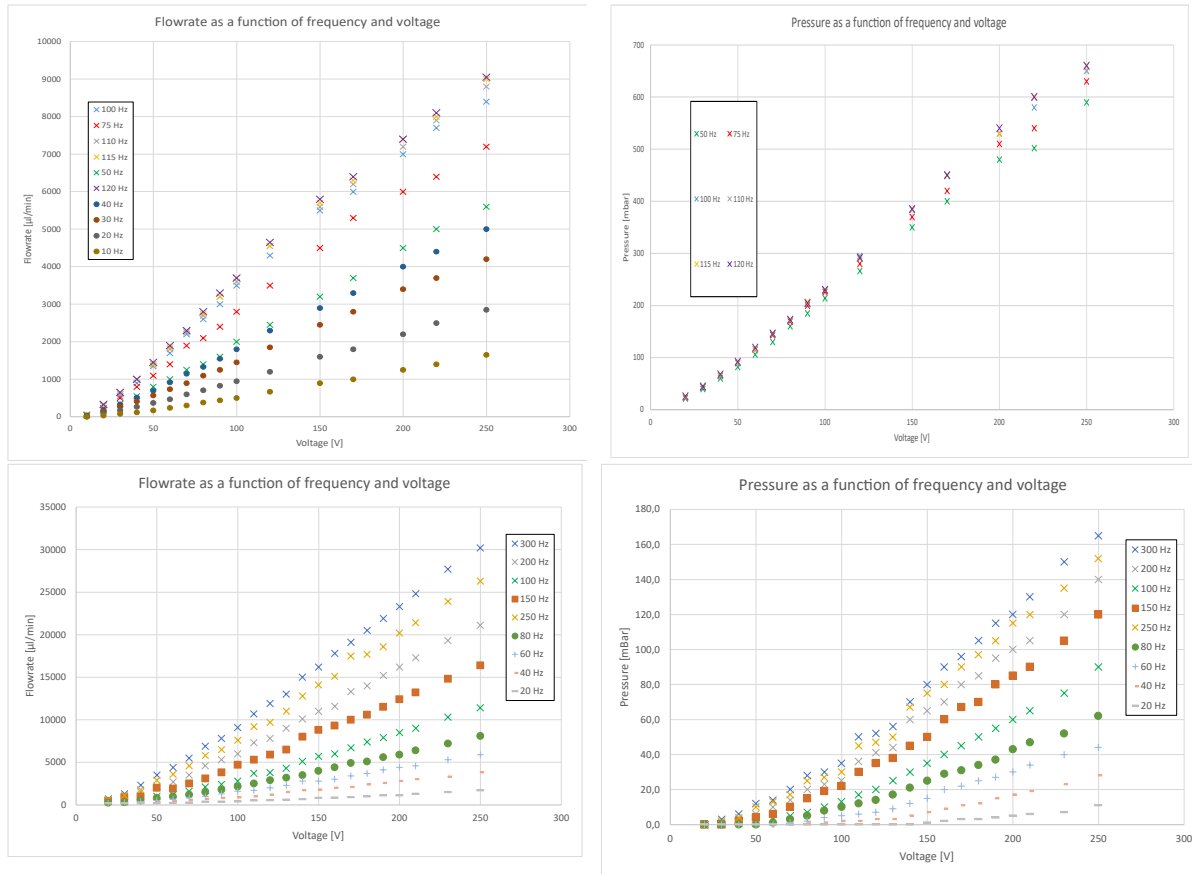 Flowrate as a function of frequency and voltage
10000
9000
8000
7000
6000
5000
4000
3000
2000
1000
0
Flowrate [µl/min]
100 Hz
75 Hz
110 Hz
115 Hz
50 Hz
120 Hz
40 Hz
30 Hz
20 Hz
10 Hz
0 50 100 150 200 250 300
Voltage [V]
Pressure as a function of frequency and voltage
700
600
500
400
300
200
100
0
Pressure [mbar]
50 Hz 75 Hz
100 Hz 110 Hz
115 Hz 120 Hz
0 50 100 150 200 250 300
Voltage [V]
Flowrate as a function of frequency and voltage
35000
30000
25000
20000
15000
10000
5000
0
Flowrate [µl/min]
300 Hz
200 Hz
100 Hz
150 Hz
250 Hz
80 Hz
60 Hz
40 Hz
20 Hz
0 50 100 150 200 250 300
Voltage [V]
Pressure as a function of frequency and voltage
180,0
160,0
140,0
120,0
100,0
80,0
60,0
40,0
20,0
0,0
Pressure [mBar]
300 Hz
200 Hz
100 Hz
150 Hz
250 Hz
80 Hz
60 Hz
40 Hz
20 Hz
0 50 100 150 200 250 300
Voltage [V]